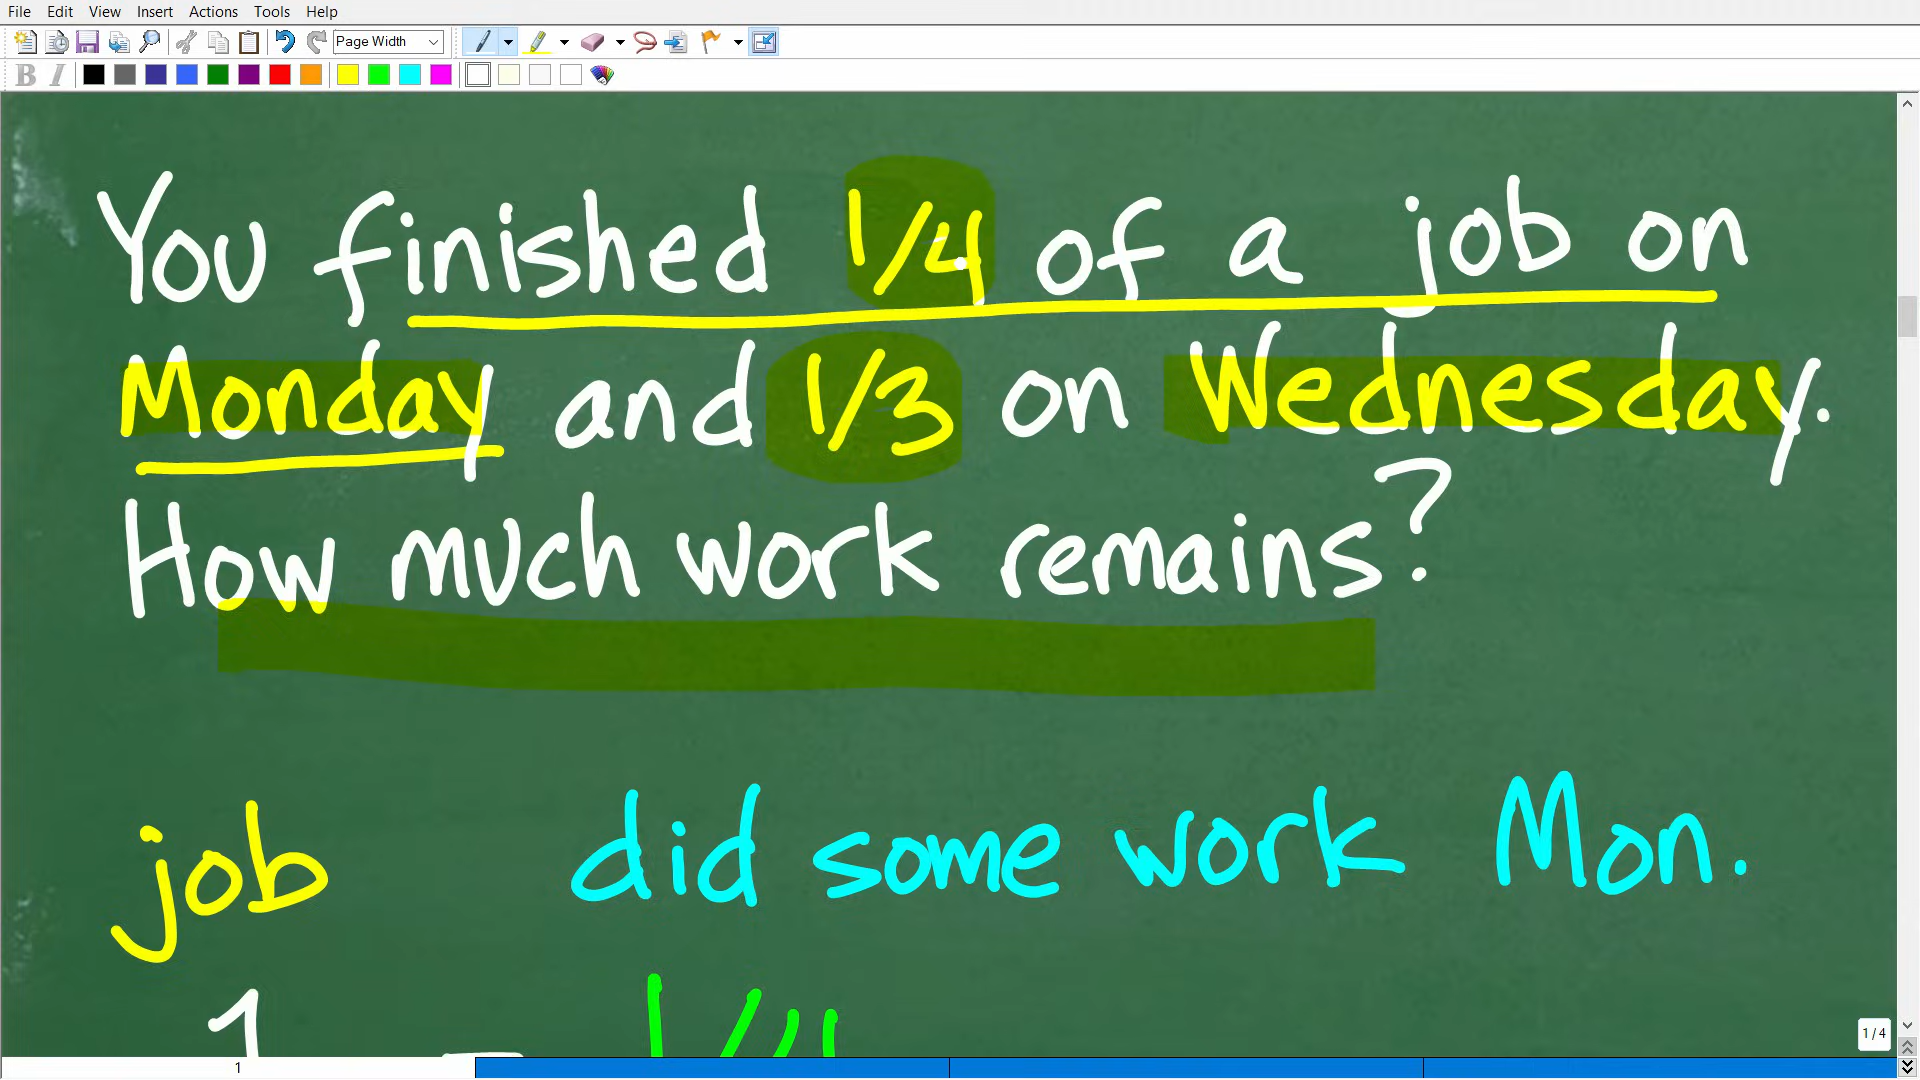 File Edit View Insert Actions Tools Help
Page Width
B I
You finished 1/4 of a job on
Monday and 1/3 on Wednesday.
How much work remains?
job did some work Mon.
1 - 1/4
1/4
1